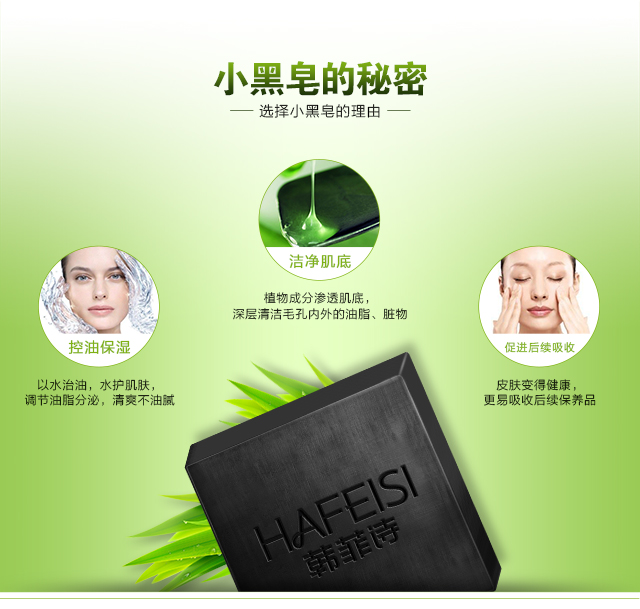 小黑皂的秘密
选择小黑皂的理由
洁净肌底
植物成分渗透肌底，
深层清洁毛孔内外的油脂、脏物
控油保湿
以水治油，水护肌肤，
调节油脂分泌，清爽不油腻
促进后续吸收
皮肤变得健康，
更易吸收后续保养品
HAFEISI
韩菲诗